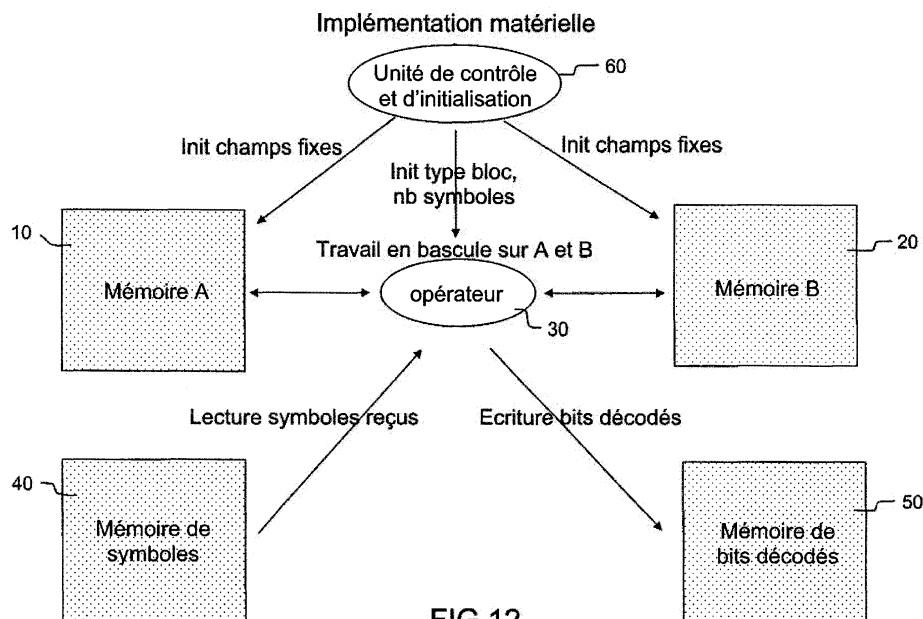 Implémentation matérielle
Unité de contrôle
et d'initialisation
60
Init champs fixes
Init champs fixes
Init type bloc,
nb symboles
10
20
Travail en bascule sur A et B
Mémoire A
opérateur
Mémoire B
30
Lecture symboles reçus
Ecriture bits décodés
40
50
Mémoire de
symboles
Mémoire de
bits décodés
FIG.12